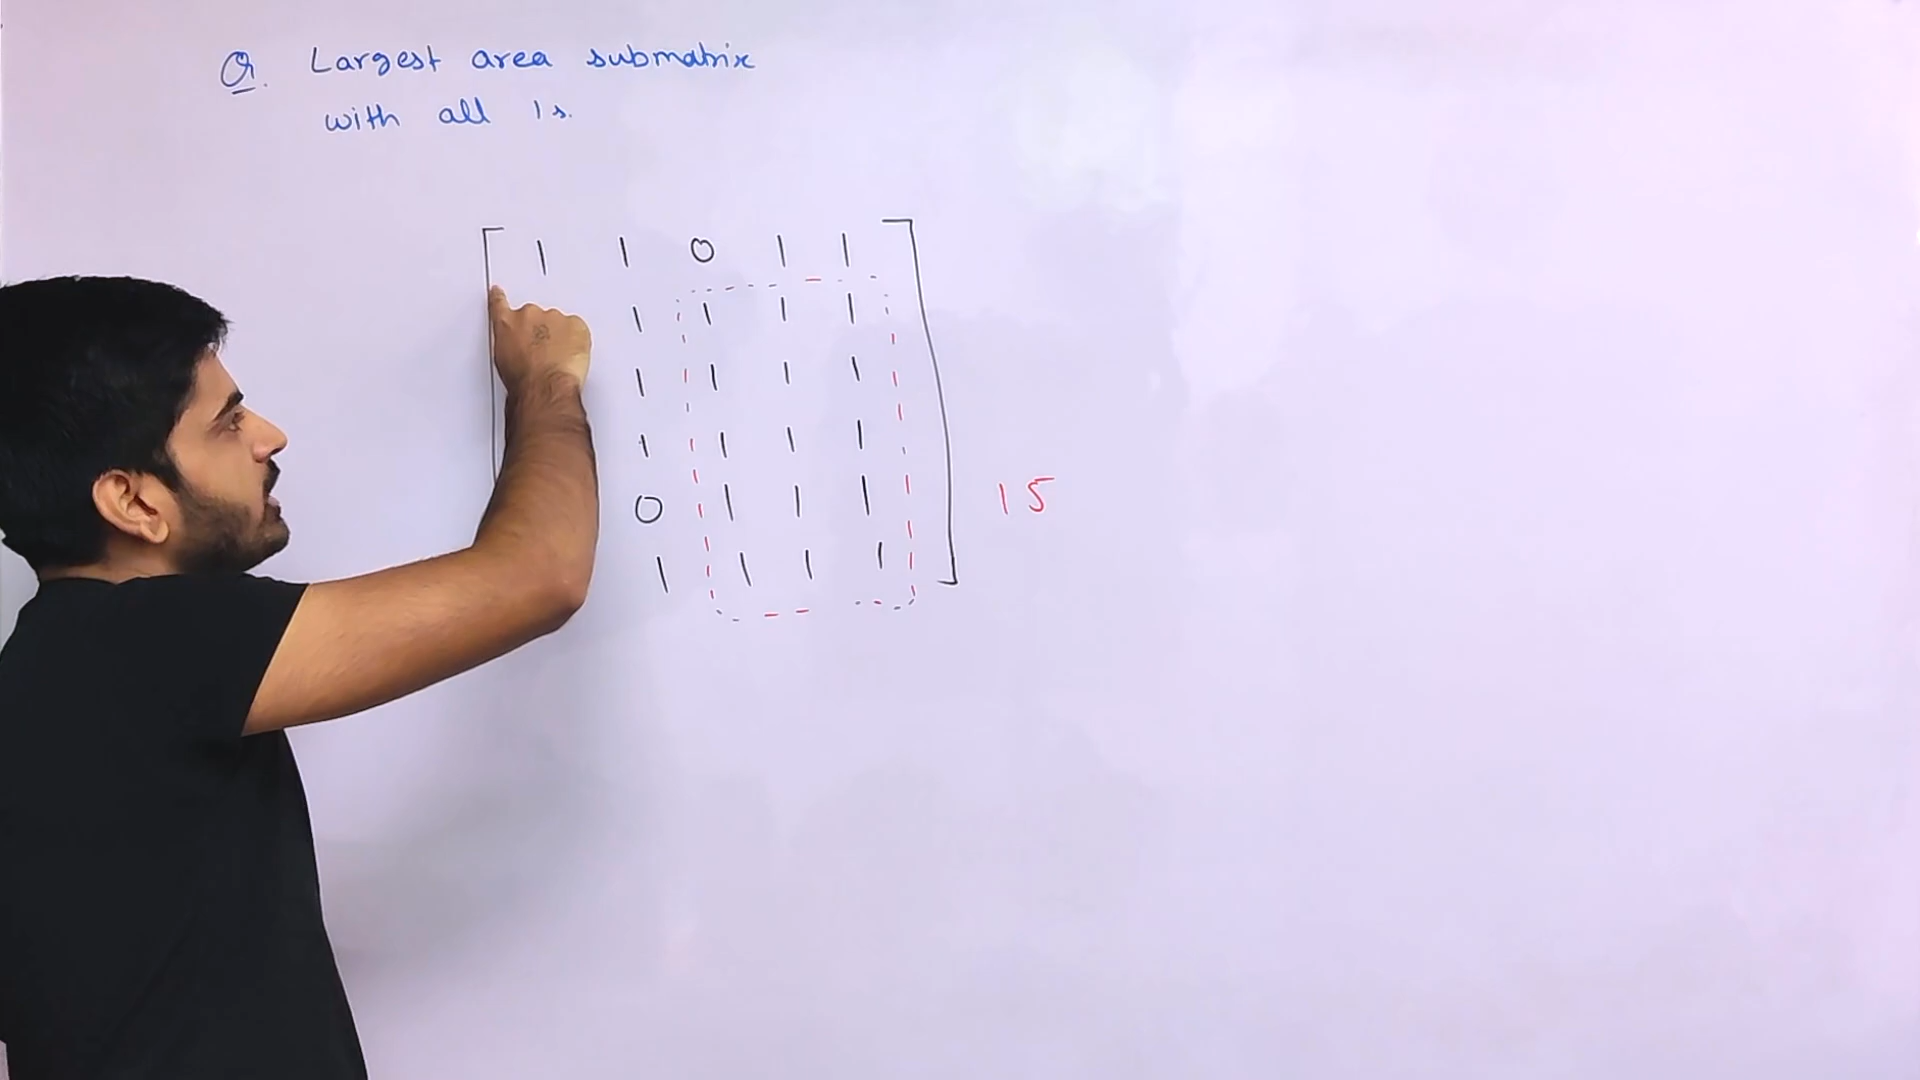 Q. Largest area submatrix
with all 1s.
1 1 0 1 1
1 1 1 1
1 1 1 1
1 1 1 1
0 1 1 1
1 1 1 1
15